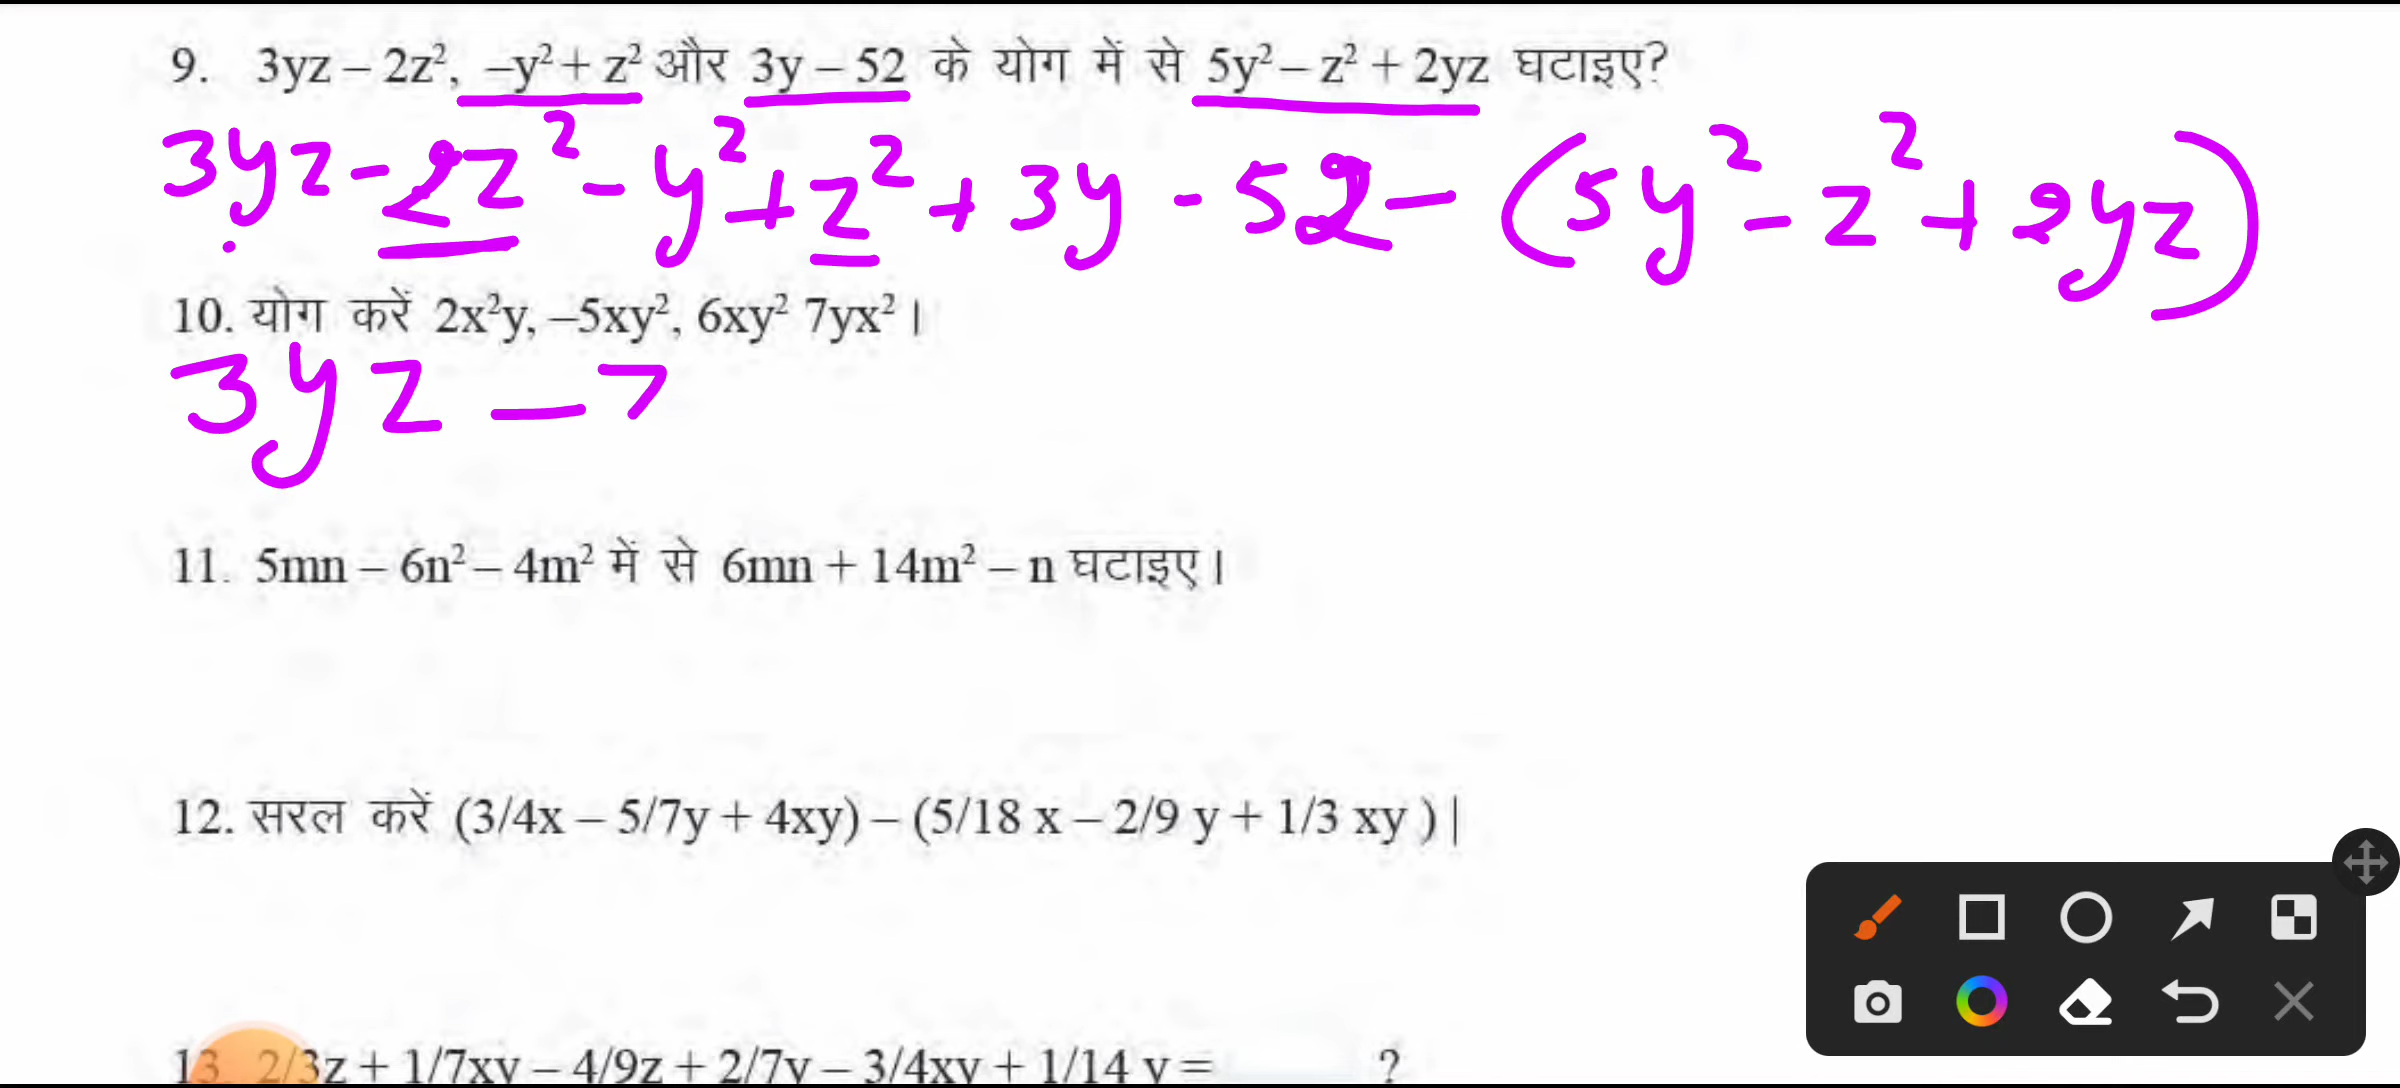 9. 3yz – 2z², –y² + z² और 3y – 52 के योग में से 5y² – z² + 2yz घटाइए?
3yz - 2z² - y² + z² + 3y - 52 - (5y² - z² + 2yz)
10. योग करें 2x²y, –5xy², 6xy² 7yx² |
3yz -
11. 5mn – 6n² – 4m² में से 6mn + 14m² – n घटाइए |
12. सरल करें (3/4x – 5/7y + 4xy) – (5/18 x – 2/9 y + 1/3 xy ) |
13. 2/3z + 1/7xy – 4/9z + 2/7y – 3/4xy + 1/14 y = ?